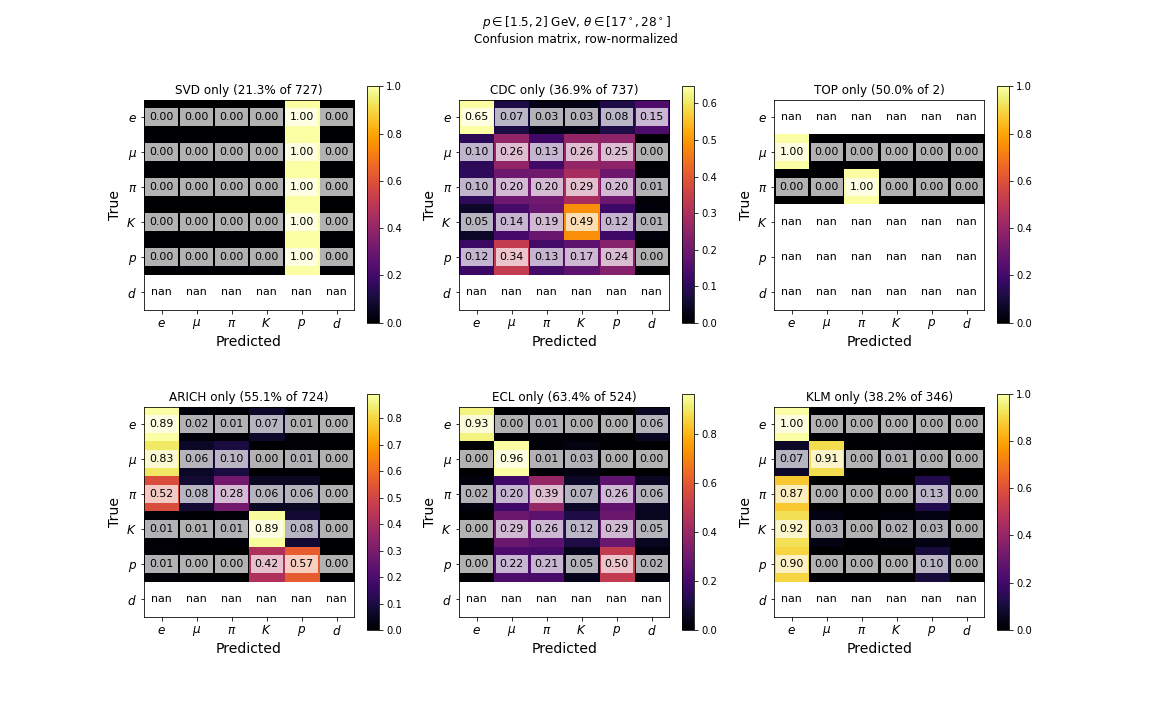 p ∈ [1.5, 2] GeV, θ ∈ [17°, 28°]
Confusion matrix, row-normalized
SVD only (21.3% of 727)
e 0.00 0.00 0.00 0.00 1.00 0.00
μ 0.00 0.00 0.00 0.00 1.00 0.00
π 0.00 0.00 0.00 0.00 1.00 0.00
K 0.00 0.00 0.00 0.00 1.00 0.00
p 0.00 0.00 0.00 0.00 1.00 0.00
d nan nan nan nan nan nan
e μ π K p d
Predicted
True
1.0
0.8
0.6
0.4
0.2
0.0
CDC only (36.9% of 737)
e 0.65 0.07 0.03 0.03 0.08 0.15
μ 0.10 0.26 0.13 0.26 0.25 0.00
π 0.10 0.20 0.20 0.29 0.20 0.01
K 0.05 0.14 0.19 0.49 0.12 0.01
p 0.12 0.34 0.13 0.17 0.24 0.00
d nan nan nan nan nan nan
e μ π K p d
Predicted
True
0.6
0.5
0.4
0.3
0.2
0.1
0.0
TOP only (50.0% of 2)
e nan nan nan nan nan nan
μ 1.00 0.00 0.00 0.00 0.00 0.00
π 0.00 0.00 1.00 0.00 0.00 0.00
K nan nan nan nan nan nan
p nan nan nan nan nan nan
d nan nan nan nan nan nan
e μ π K p d
Predicted
True
1.0
0.8
0.6
0.4
0.2
0.0
ARICH only (55.1% of 724)
e 0.89 0.02 0.01 0.07 0.01 0.00
μ 0.83 0.06 0.10 0.00 0.01 0.00
π 0.52 0.08 0.28 0.06 0.06 0.00
K 0.01 0.01 0.01 0.89 0.08 0.00
p 0.01 0.00 0.00 0.42 0.57 0.00
d nan nan nan nan nan nan
e μ π K p d
Predicted
True
0.8
0.7
0.6
0.5
0.4
0.3
0.2
0.1
0.0
ECL only (63.4% of 524)
e 0.93 0.00 0.01 0.00 0.00 0.06
μ 0.00 0.96 0.01 0.03 0.00 0.00
π 0.02 0.20 0.39 0.07 0.26 0.06
K 0.00 0.29 0.26 0.12 0.29 0.05
p 0.00 0.22 0.21 0.05 0.50 0.02
d nan nan nan nan nan nan
e μ π K p d
Predicted
True
0.8
0.6
0.4
0.2
0.0
KLM only (38.2% of 346)
e 1.00 0.00 0.00 0.00 0.00 0.00
μ 0.07 0.91 0.00 0.01 0.00 0.00
π 0.87 0.00 0.00 0.00 0.13 0.00
K 0.92 0.03 0.00 0.02 0.03 0.00
p 0.90 0.00 0.00 0.00 0.10 0.00
d nan nan nan nan nan nan
e μ π K p d
Predicted
True
1.0
0.8
0.6
0.4
0.2
0.0